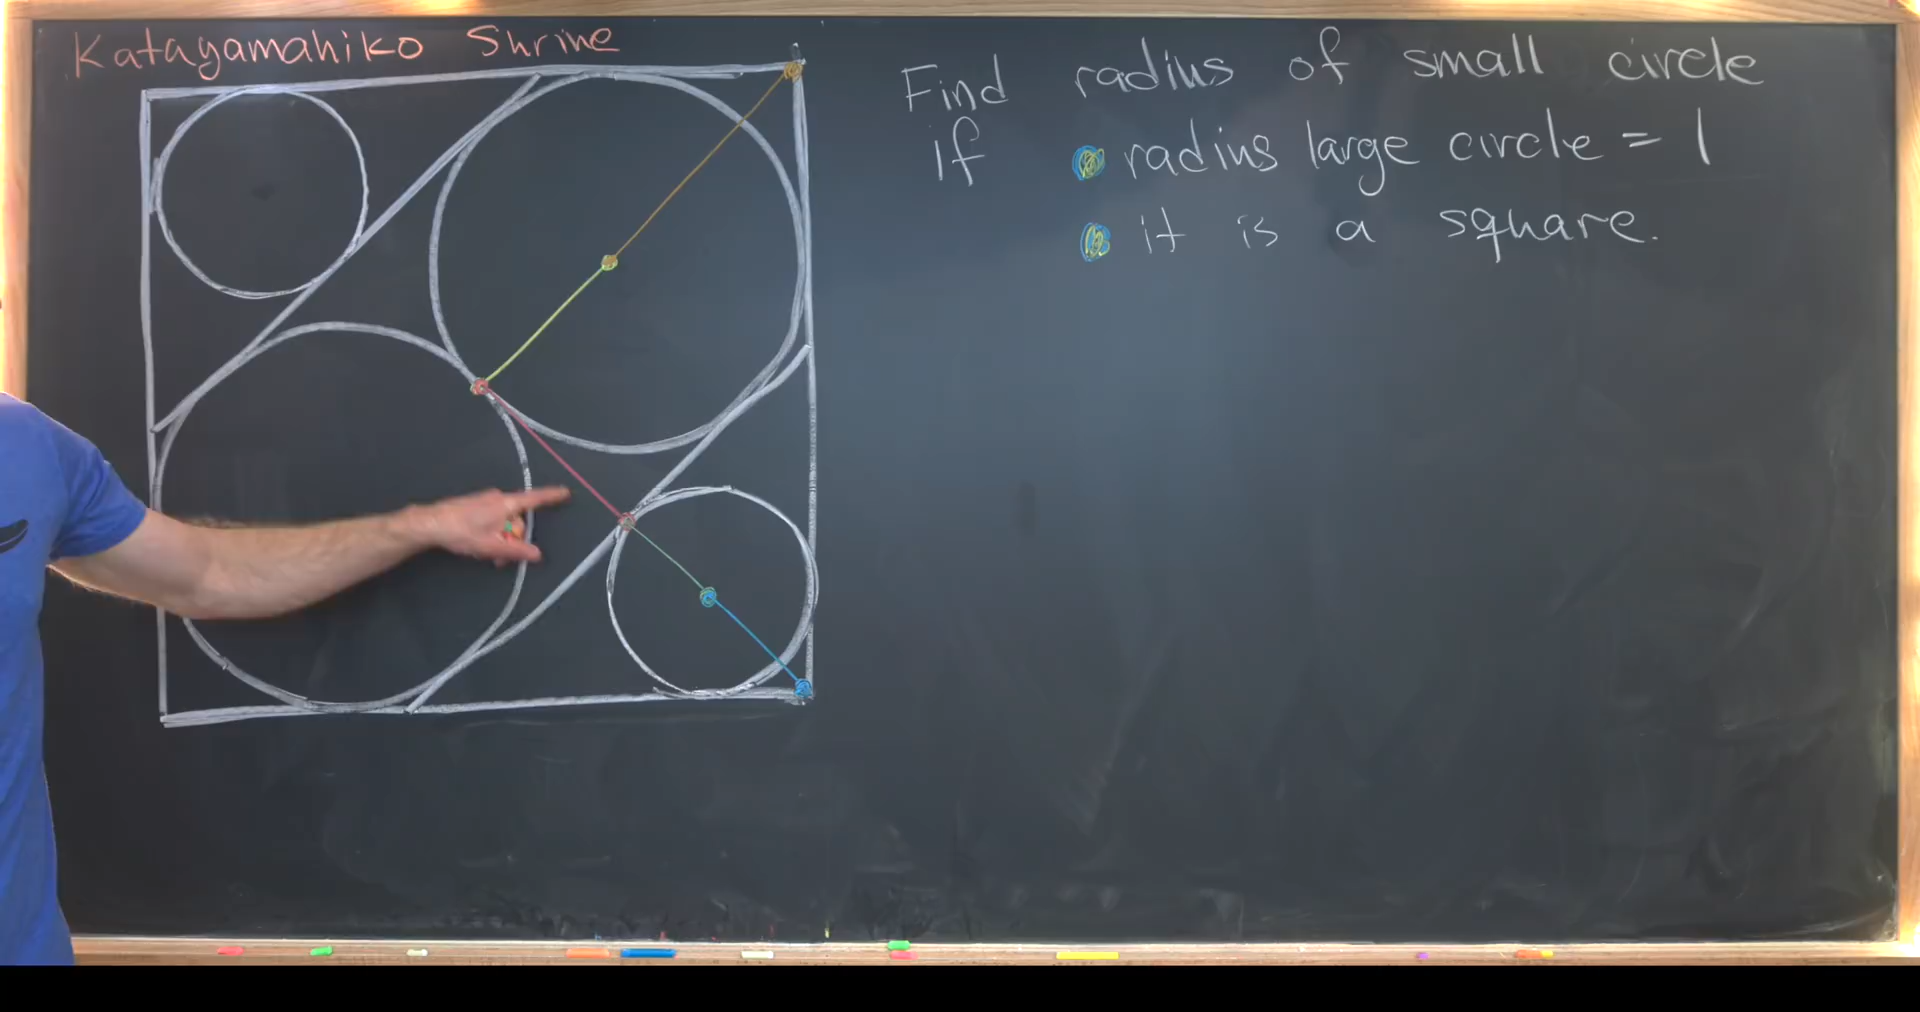 Katayamahiko Shrine
Find radius of small circle
if radius large circle = 1
it is a square.